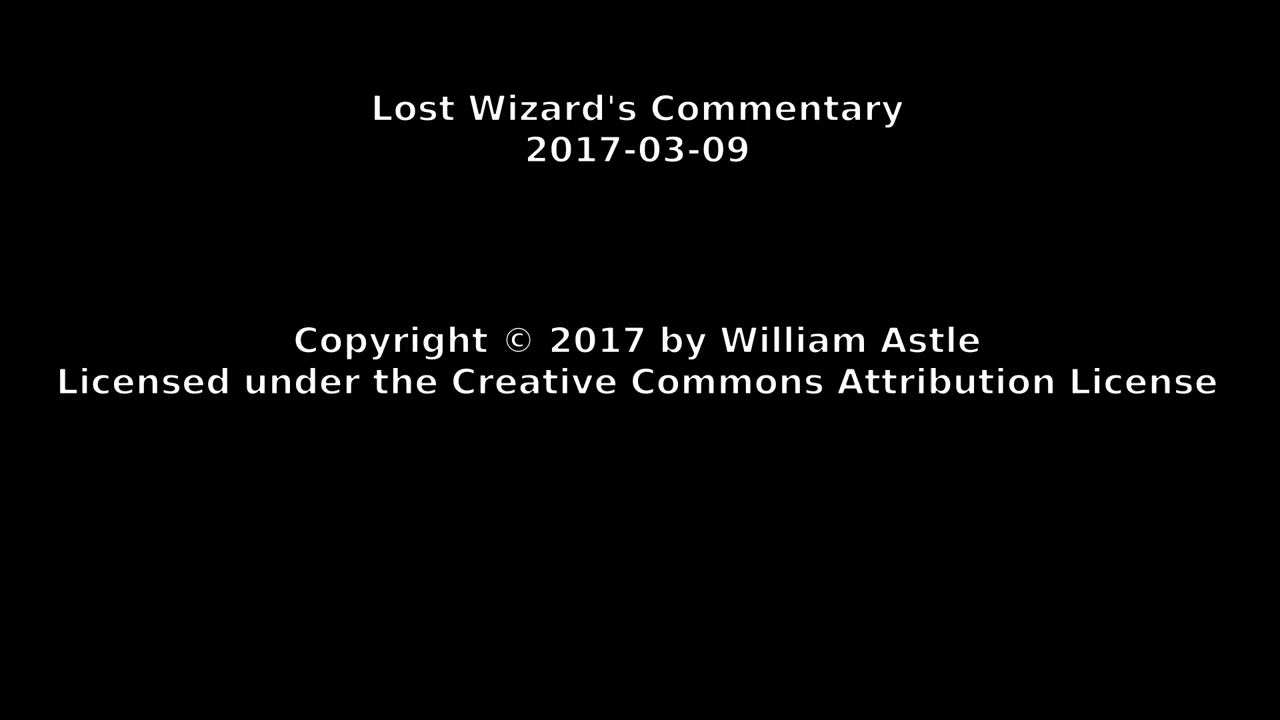 Lost Wizard's Commentary
2017-03-09
Copyright © 2017 by William Astle
Licensed under the Creative Commons Attribution License